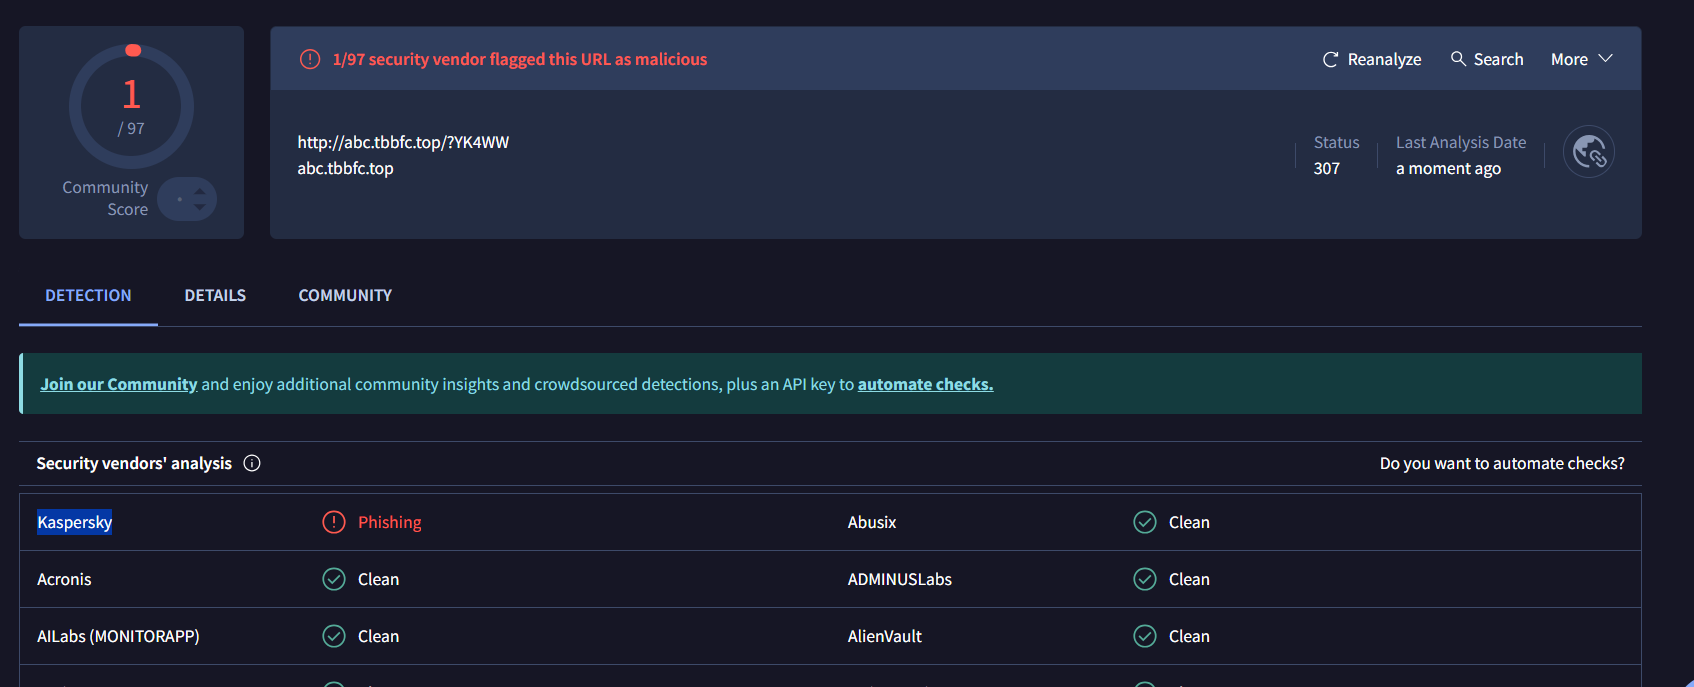 1
/ 97
Community
Score
1/97 security vendor flagged this URL as malicious
Reanalyze
Search
More
http://abc.tbbfc.top/?YK4WW
abc.tbbfc.top
Status
307
Last Analysis Date
a moment ago
DETECTION
DETAILS
COMMUNITY
Join our Community and enjoy additional community insights and crowdsourced detections, plus an API key to automate checks.
Security vendors' analysis
Do you want to automate checks?
Kaspersky Phishing Abusix Clean
Acronis Clean ADMINUSLabs Clean
AILabs (MONITORAPP) Clean AlienVault Clean